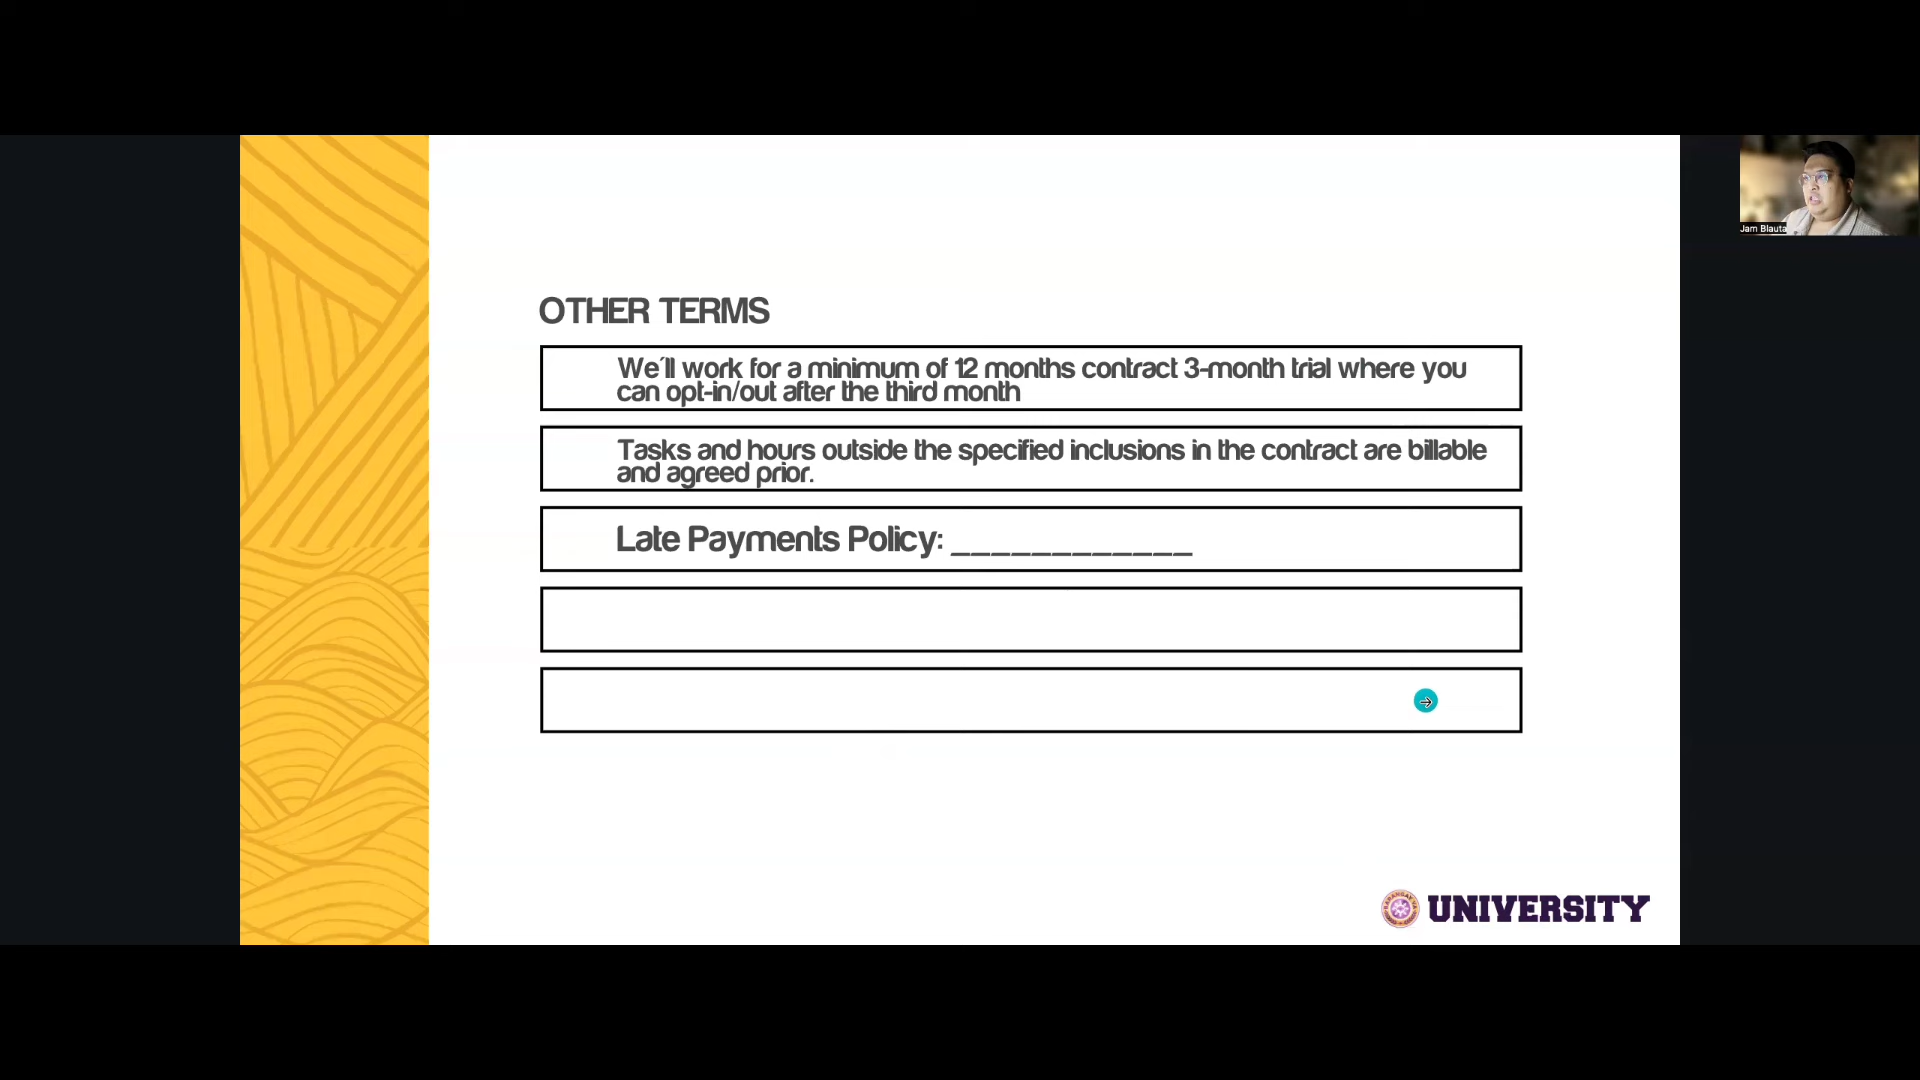 Jam Blauta
OTHER TERMS
We'll work for a minimum of 12 months contract 3-month trial where you
can opt-in/out after the third month
Tasks and hours outside the specified inclusions in the contract are billable
and agreed prior.
Late Payments Policy: ____________
UNIVERSITY